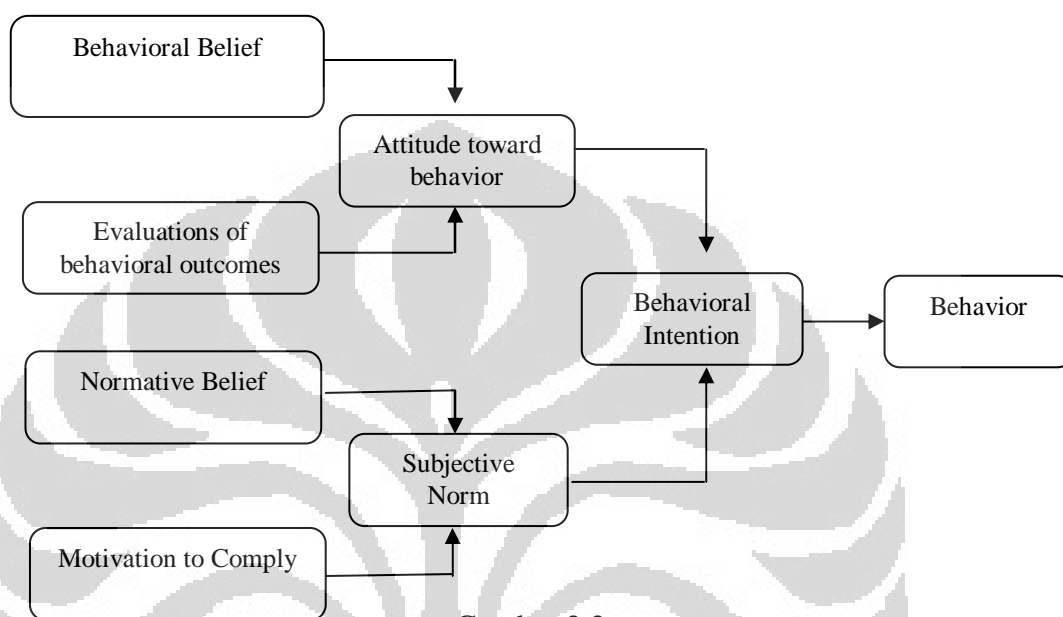 Behavioral Belief
Attitude toward
behavior
Evaluations of
behavioral outcomes
Behavioral
Intention
Behavior
Normative Belief
Subjective
Norm
Motivation to Comply